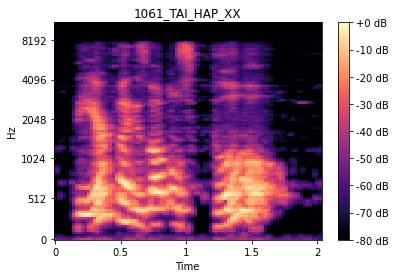 1061_TAI_HAP_XX
8192
4096
2048
1024
512
0
Hz
0
0.5
1
1.5
2
Time
+0 dB
-10 dB
-20 dB
-30 dB
-40 dB
-50 dB
-60 dB
-70 dB
-80 dB